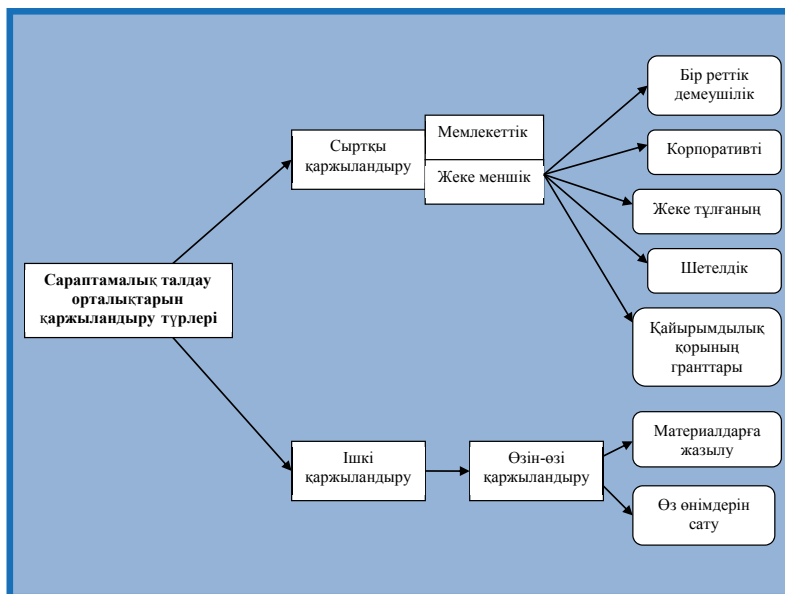 Бір реттік
демеушілік
Мемлекеттік
Сыртқы
қаржыландыру
Корпоративті
Жеке меншік
Жеке тұлғаның
Шетелдік
Сараптамалық талдау
орталықтарын
қаржыландыру түрлері
Қайырымдылық
қорының
гранттары
Материалдарға
жазылу
Ішкі
қаржыландыру
Өзін-өзі
қаржыландыру
Өз өнімдерін
сату